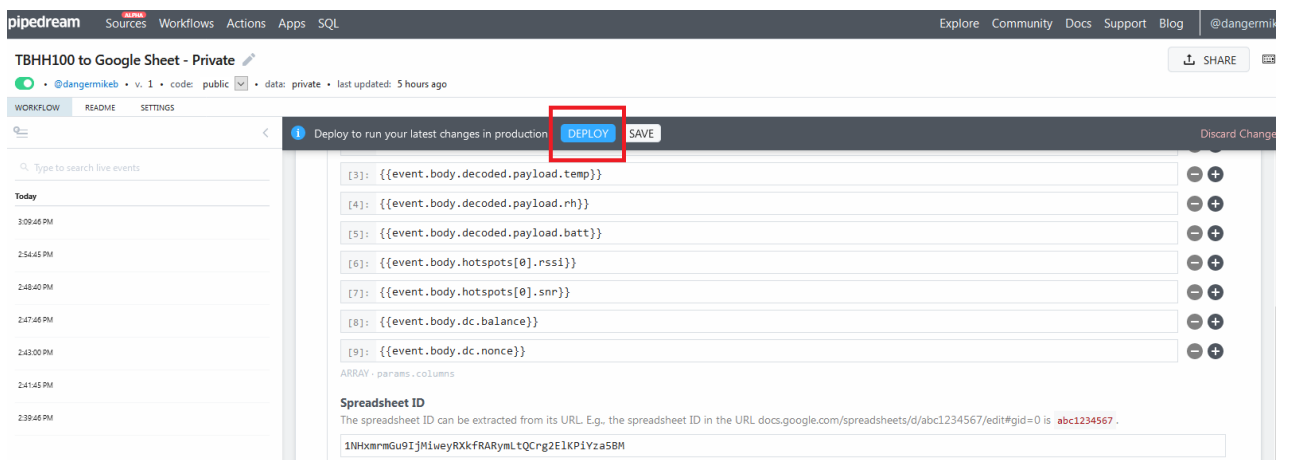 pipedream Sources ALPHA Workflows Actions Apps SQL Explore Community Docs Support Blog @dangermik
TBHH100 to Google Sheet - Private SHARE
• @dangermikeb • v. 1 • code: public • data: private • last updated: 5 hours ago
WORKFLOW README SETTINGS
Deploy to run your latest changes in production DEPLOY SAVE Discard Change
Type to search live events
Today
3:09:46 PM
2:54:45 PM
2:48:40 PM
2:47:46 PM
2:43:00 PM
2:41:45 PM
2:39:46 PM
[3]: {{event.body.decoded.payload.temp}}
[4]: {{event.body.decoded.payload.rh}}
[5]: {{event.body.decoded.payload.batt}}
[6]: {{event.body.hotspots[0].rssi}}
[7]: {{event.body.hotspots[0].snr}}
[8]: {{event.body.dc.balance}}
[9]: {{event.body.dc.nonce}}
ARRAY · params.columns
Spreadsheet ID
The spreadsheet ID can be extracted from its URL. E.g., the spreadsheet ID in the URL docs.google.com/spreadsheets/d/abc1234567/edit#gid=0 is abc1234567.
1NHxmrmGu9IjMiweyRXkfRARymLtQCrg2ElKPiYza5BM